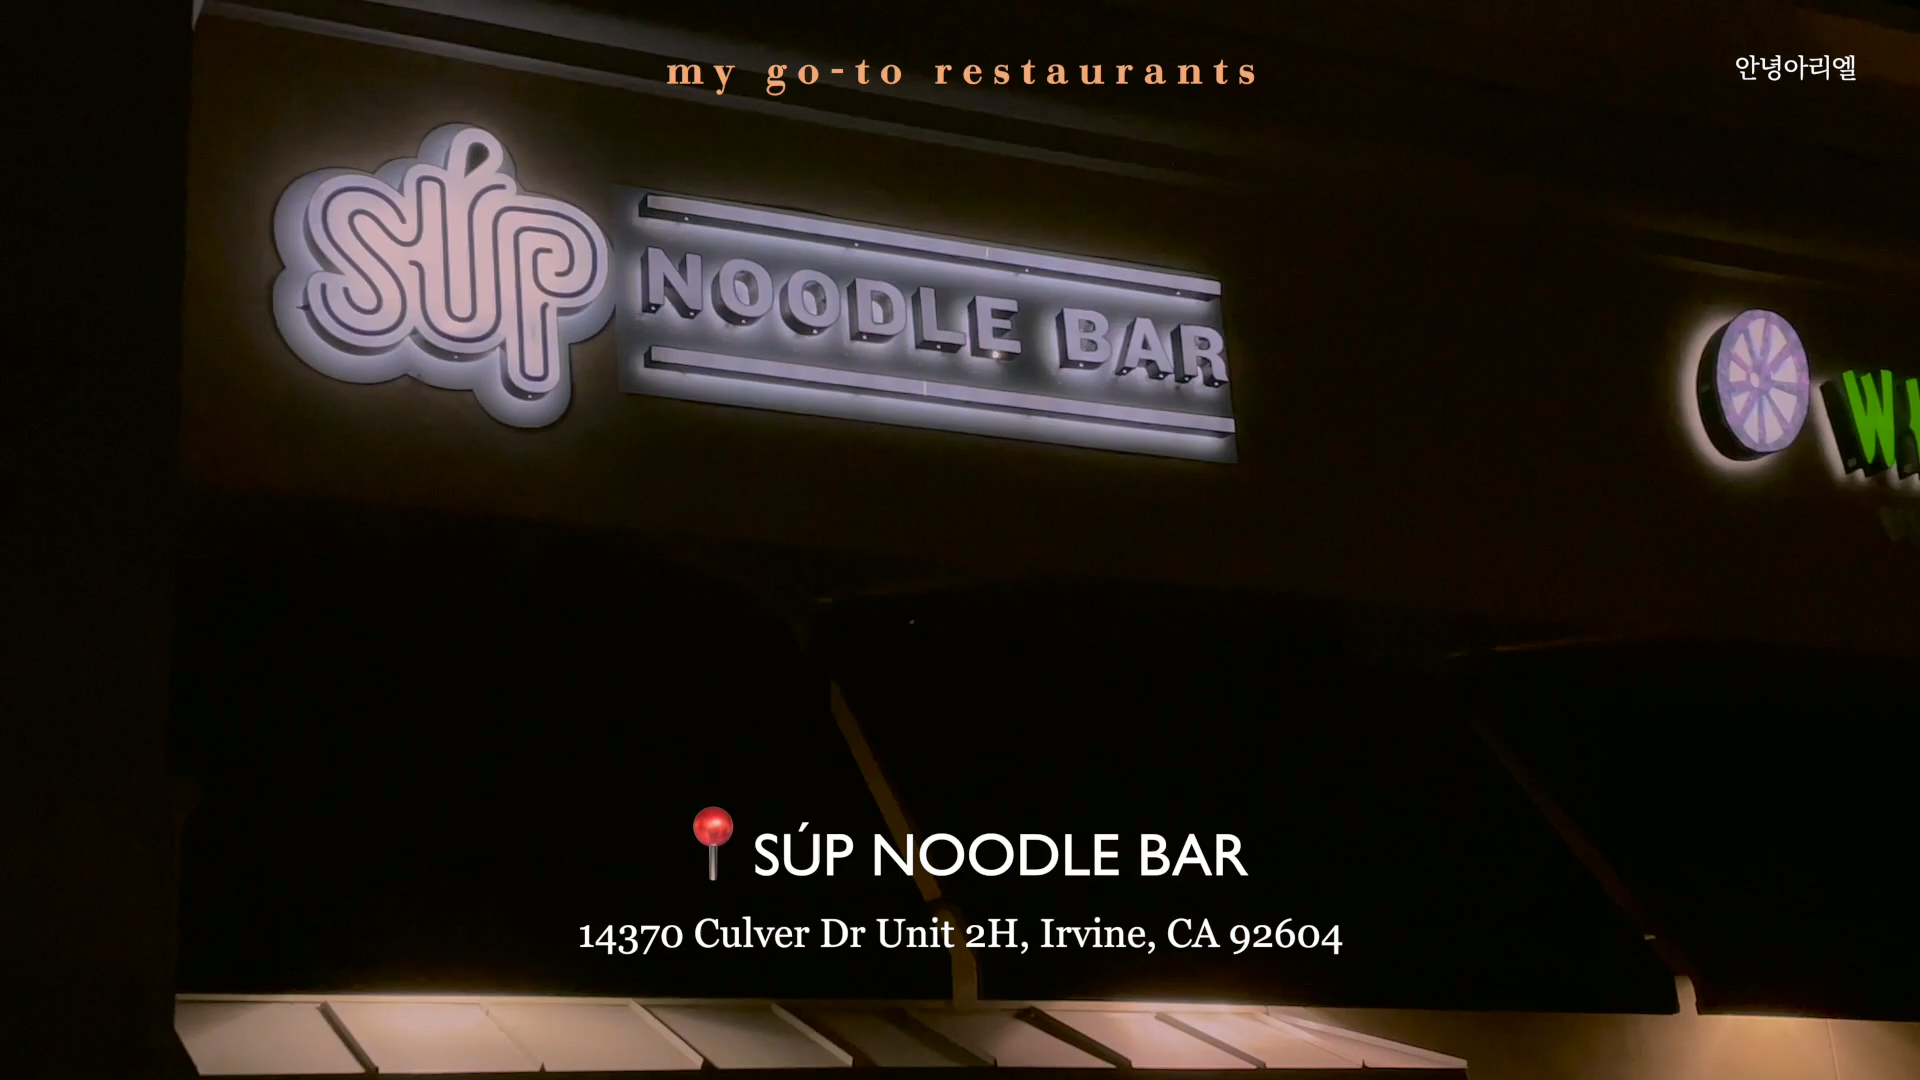 my go-to restaurants
안녕아리엘
SÚP
NOODLE BAR
SÚP NOODLE BAR
14370 Culver Dr Unit 2H, Irvine, CA 92604